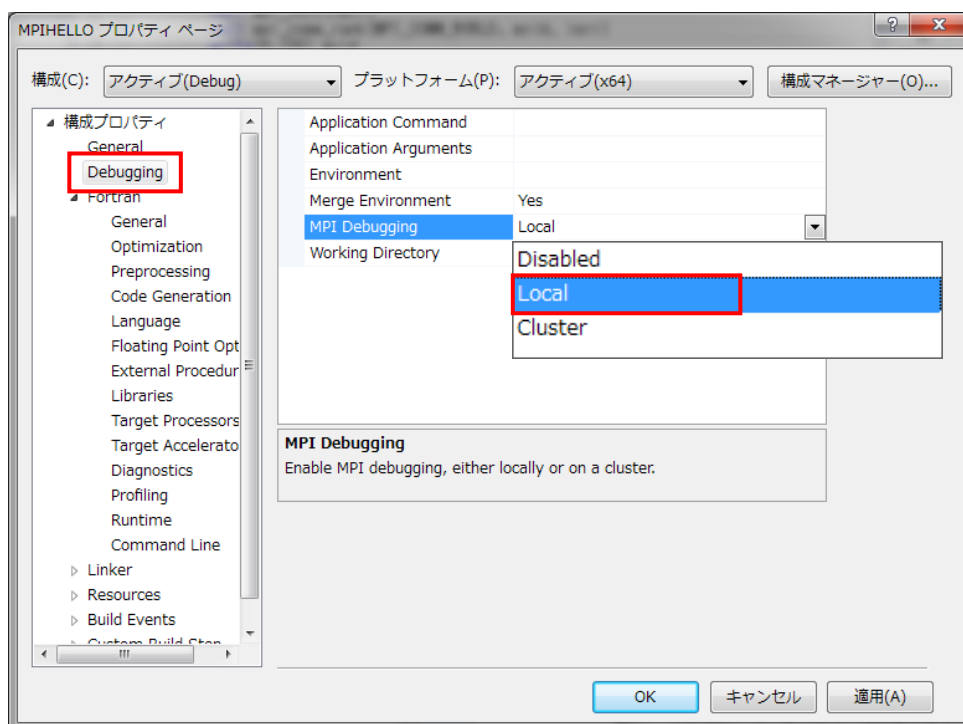 MPIHELLO プロパティ ページ
構成(C): アクティブ(Debug) プラットフォーム(P): アクティブ(x64) 構成マネージャー(O)...
構成プロパティ
General
Debugging
Fortran
General
Optimization
Preprocessing
Code Generation
Language
Floating Point Opt
External Procedur
Libraries
Target Processors
Target Accelerato
Diagnostics
Profiling
Runtime
Command Line
Linker
Resources
Build Events
Custom Build Step
Application Command
Application Arguments
Environment
Merge Environment Yes
MPI Debugging Local
Working Directory
Disabled
Local
Cluster
MPI Debugging
Enable MPI debugging, either locally or on a cluster.
OK キャンセル 適用(A)